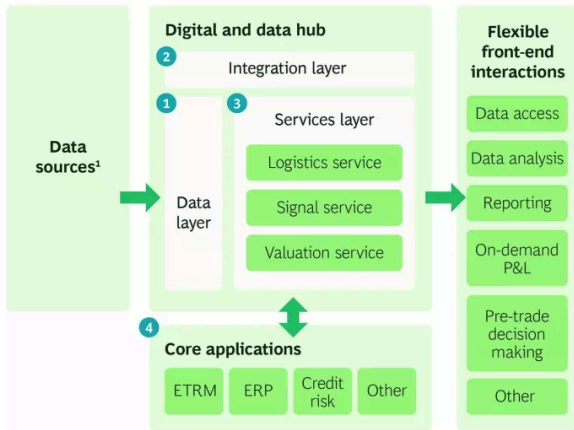 Data
sources¹
Digital and data hub
2
Integration layer
1
Data
layer
3
Services layer
Logistics service
Signal service
Valuation service
4
Core applications
ETRM
ERP
Credit
risk
Other
Flexible
front-end
interactions
Data access
Data analysis
Reporting
On-demand
P&L
Pre-trade
decision
making
Other